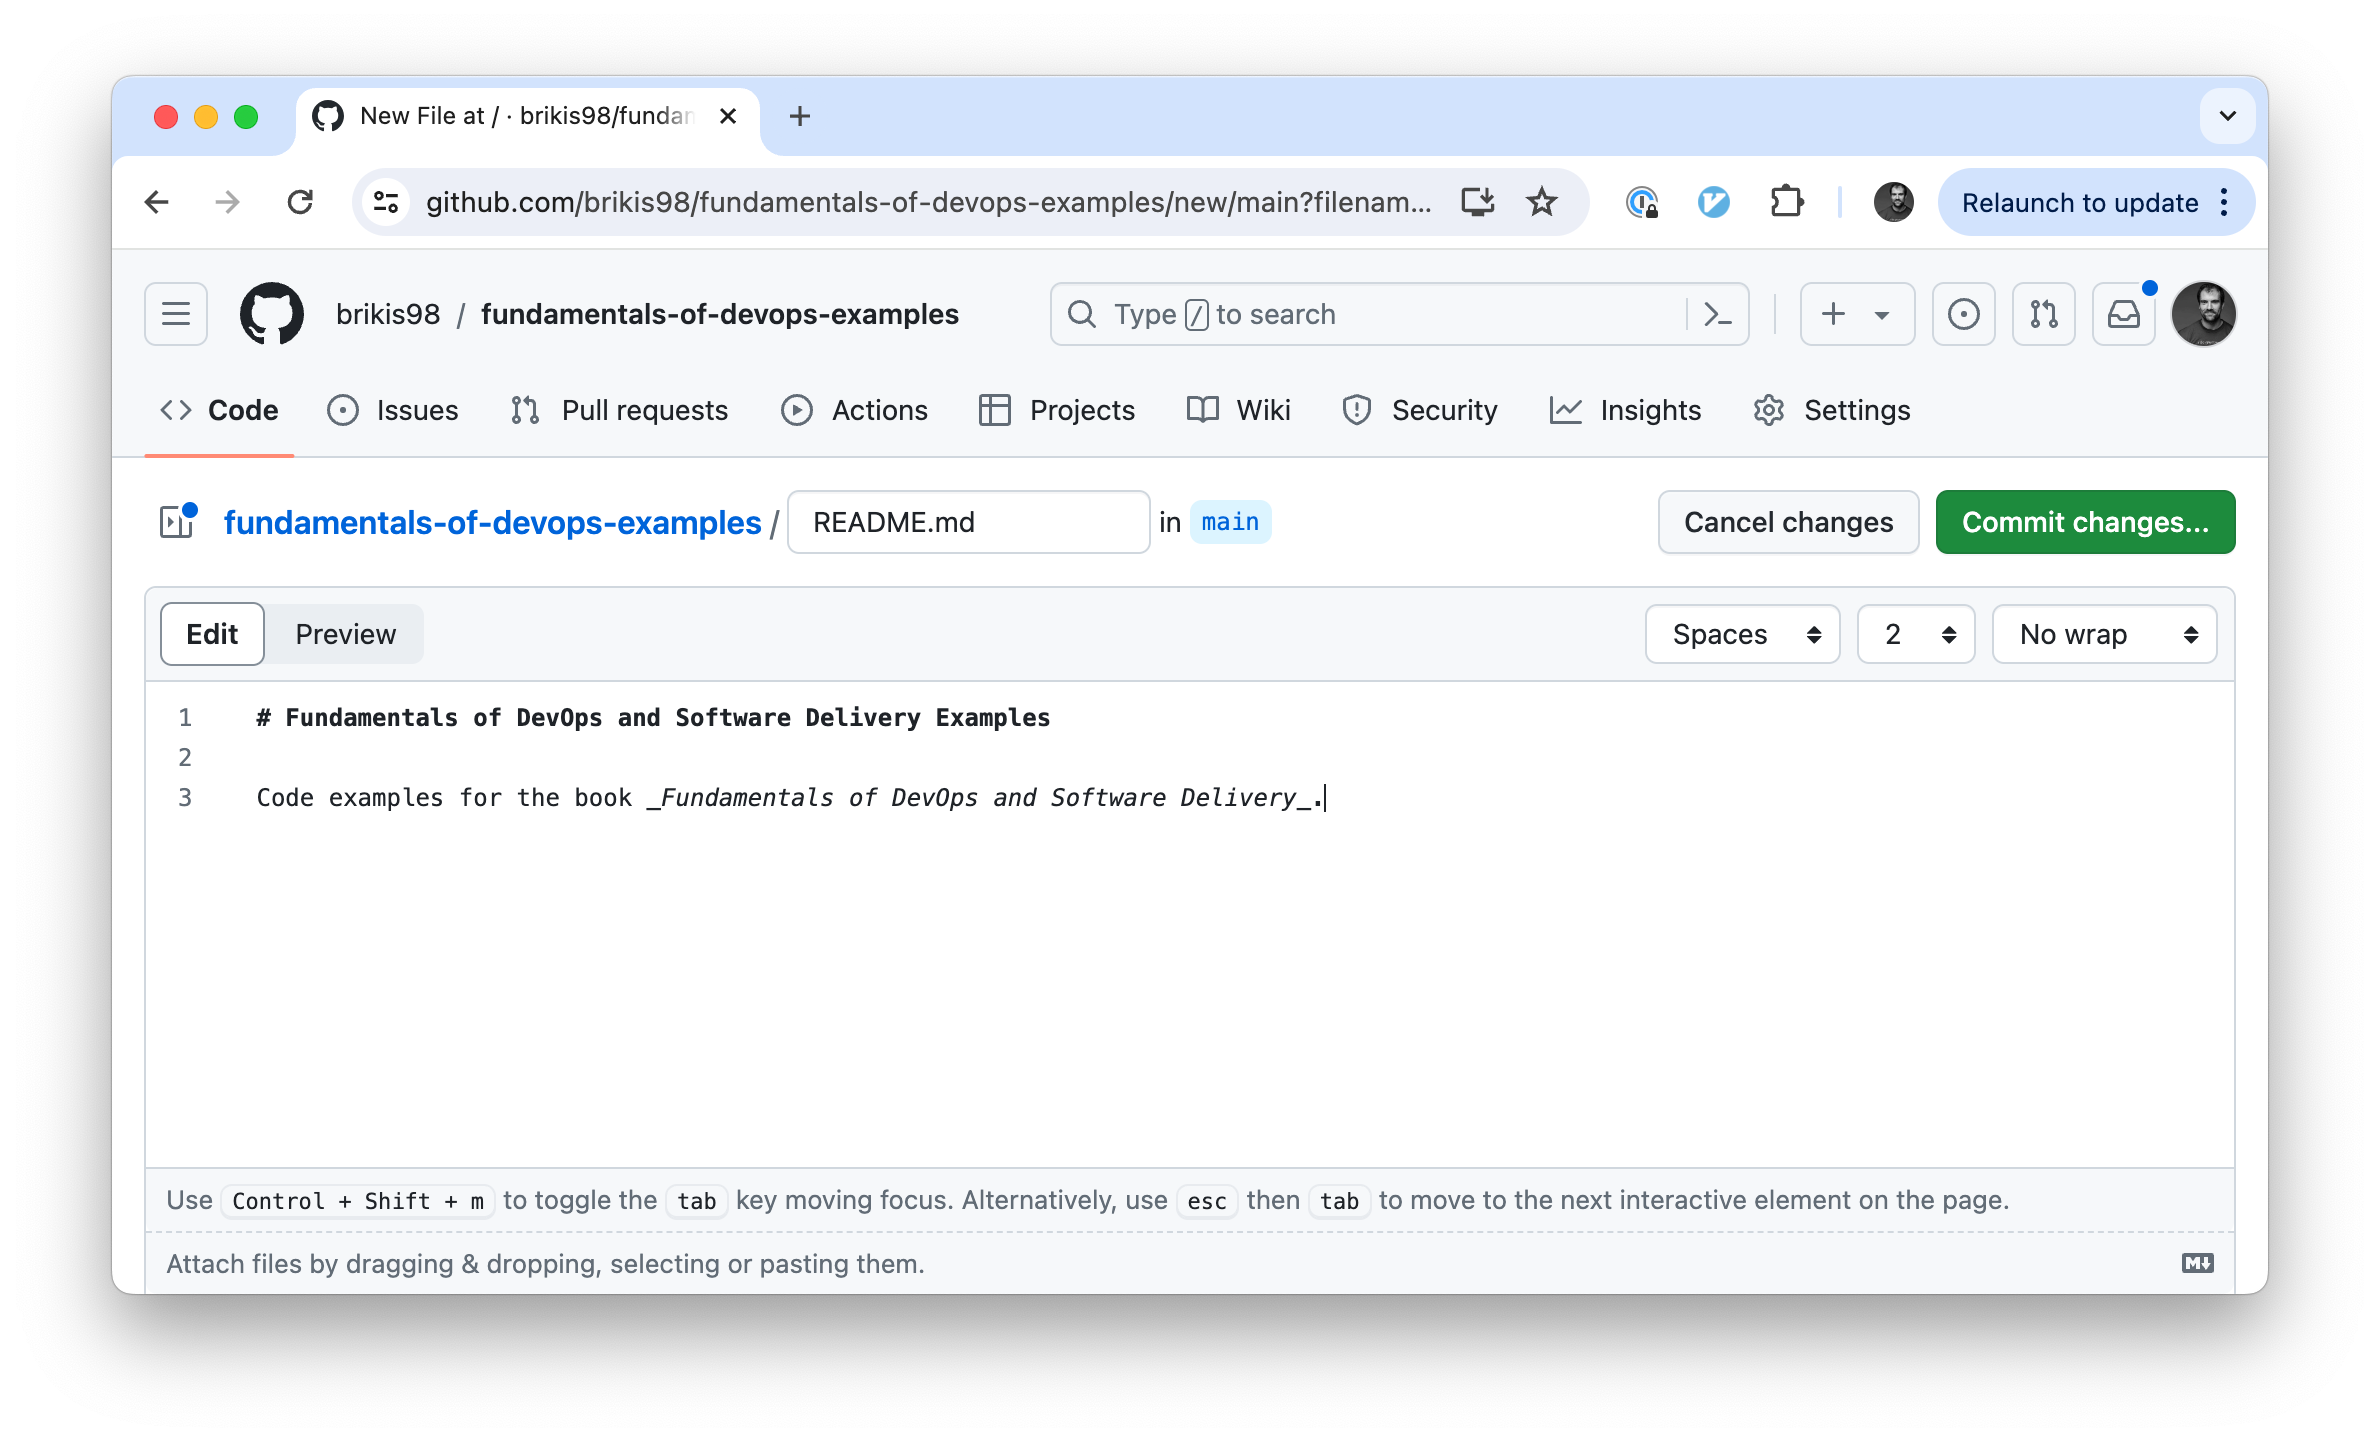 New File at / · brikis98/fundam
github.com/brikis98/fundamentals-of-devops-examples/new/main?filenam...
Relaunch to update
brikis98 / fundamentals-of-devops-examples
Type / to search
Code Issues Pull requests Actions Projects Wiki Security Insights Settings
fundamentals-of-devops-examples / README.md in main
Cancel changes Commit changes...
Edit Preview
Spaces 2 No wrap
1 # Fundamentals of DevOps and Software Delivery Examples
2
3 Code examples for the book _Fundamentals of DevOps and Software Delivery_.
Use Control + Shift + m to toggle the tab key moving focus. Alternatively, use esc then tab to move to the next interactive element on the page.
Attach files by dragging & dropping, selecting or pasting them.
M